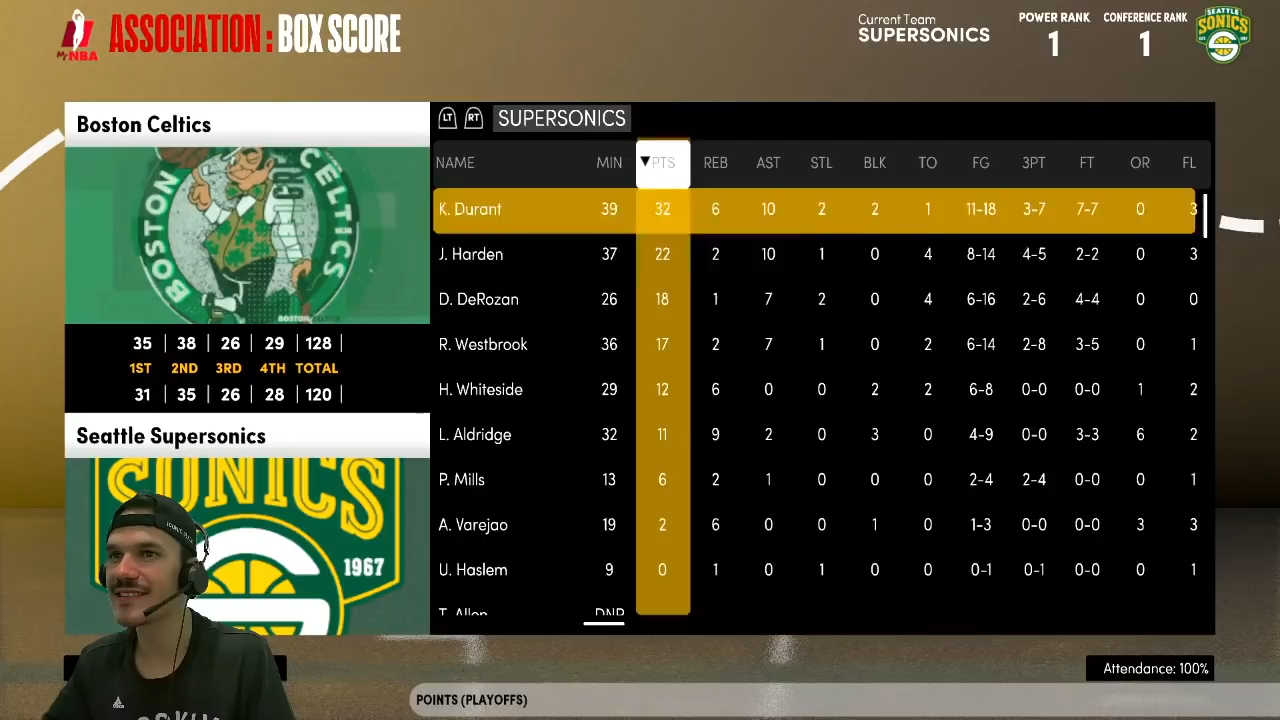 ASSOCIATION : BOX SCORE
MyNBA
Current Team
SUPERSONICS
POWER RANK
1
CONFERENCE RANK
1
SEATTLE
SONICS
Boston Celtics
BOSTON CELTICS
35 | 38 | 26 | 29 | 128 |
1ST 2ND 3RD 4TH TOTAL
31 | 35 | 26 | 28 | 120 |
Seattle Supersonics
SONICS
1967
LT RT SUPERSONICS
NAME MIN PTS REB AST STL BLK TO FG 3PT FT OR FL
K. Durant 39 32 6 10 2 2 1 11-18 3-7 7-7 0 3
J. Harden 37 22 2 10 1 0 4 8-14 4-5 2-2 0 3
D. DeRozan 26 18 1 7 2 0 4 6-16 2-6 4-4 0 0
R. Westbrook 36 17 2 7 1 0 2 6-14 2-8 3-5 0 1
H. Whiteside 29 12 6 0 0 2 2 6-8 0-0 0-0 1 2
L. Aldridge 32 11 9 2 0 3 0 4-9 0-0 3-3 6 2
P. Mills 13 6 2 1 0 0 0 2-4 2-4 0-0 0 1
A. Varejao 19 2 6 0 0 1 0 1-3 0-0 0-0 3 3
U. Haslem 9 0 1 0 1 0 0 0-1 0-1 0-0 0 1
T. Allen DNP
Attendance: 100%
POINTS (PLAYOFFS)